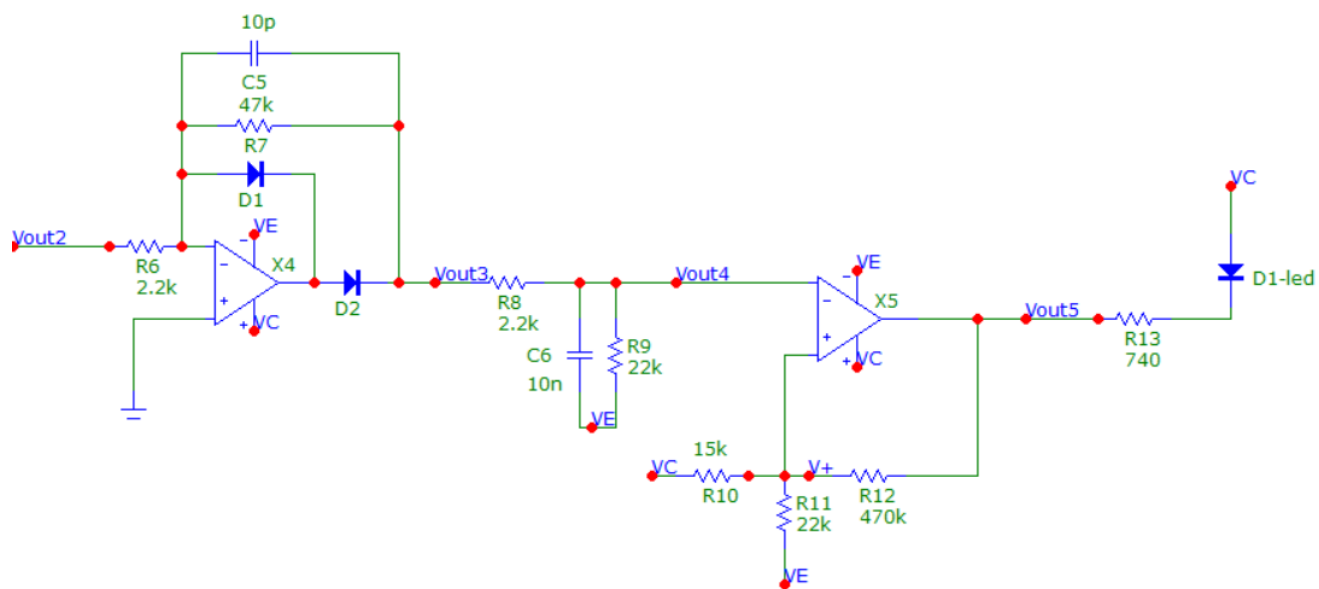 10p
C5
47k
R7
D1
Vout2
R6
2.2k
VE
-
-
+
X4
+
VC
D2
Vout3
R8
2.2k
C6
10n
R9
22k
VE
Vout4
VE
-
-
+
X5
+
VC
Vout5
R13
740
VC
D1-led
15k
VC
R10
V+
R12
470k
R11
22k
VE